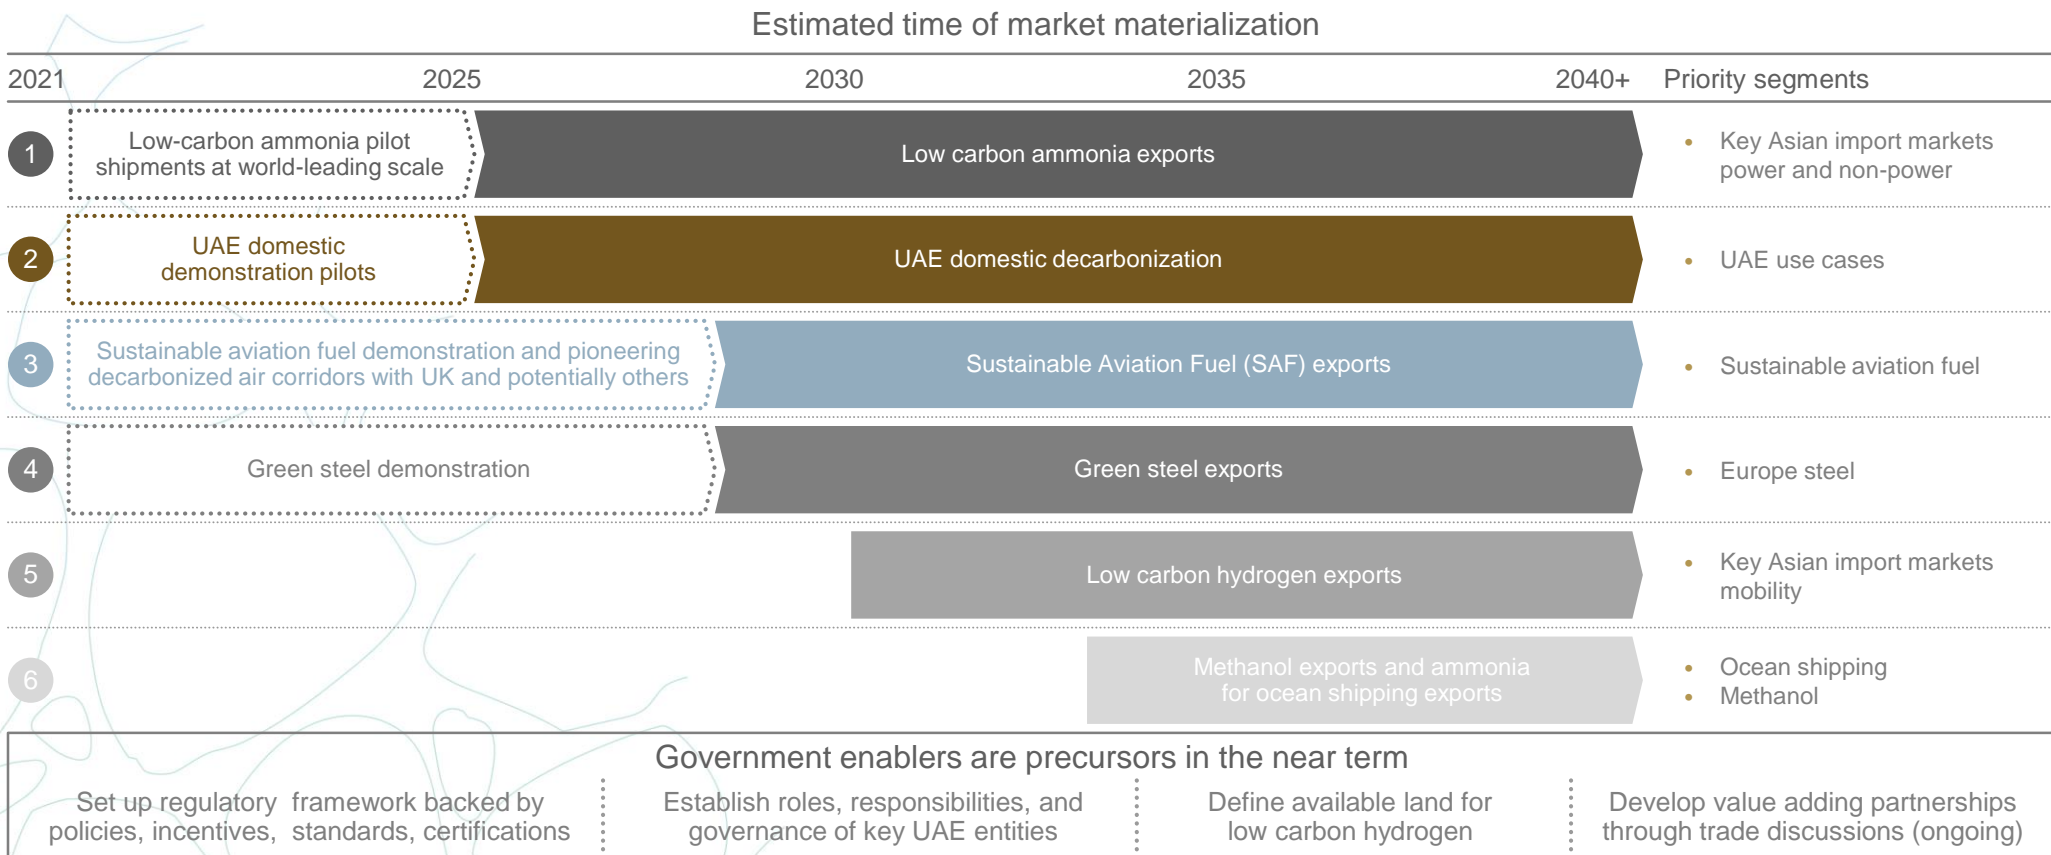 Estimated time of market materialization
2021 2025 2030 2035 2040+ Priority segments
1
Low-carbon ammonia pilot
shipments at world-leading scale
Low carbon ammonia exports
• Key Asian import markets
power and non-power
2
UAE domestic
demonstration pilots
UAE domestic decarbonization
• UAE use cases
3
Sustainable aviation fuel demonstration and pioneering
decarbonized air corridors with UK and potentially others
Sustainable Aviation Fuel (SAF) exports
• Sustainable aviation fuel
4
Green steel demonstration
Green steel exports
• Europe steel
5
Low carbon hydrogen exports
• Key Asian import markets
mobility
6
Methanol exports and ammonia
for ocean shipping exports
• Ocean shipping
• Methanol
Government enablers are precursors in the near term
Set up regulatory framework backed by
policies, incentives, standards, certifications
Establish roles, responsibilities, and
governance of key UAE entities
Define available land for
low carbon hydrogen
Develop value adding partnerships
through trade discussions (ongoing)